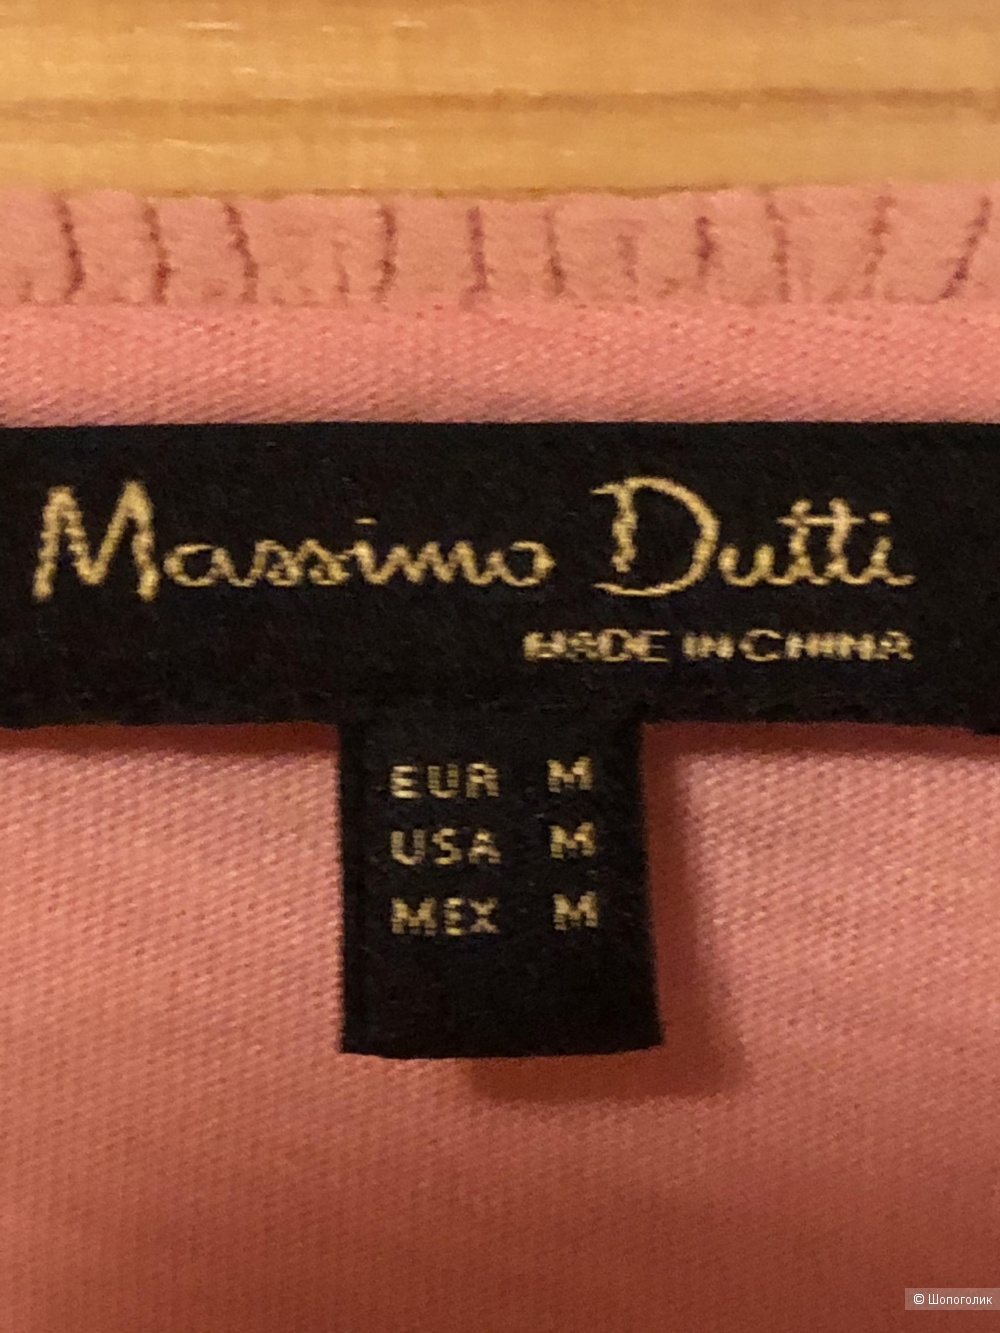 Massimo Dutti
MADE IN CHINA
EUR M
USA M
MEX M
© Шопоголик